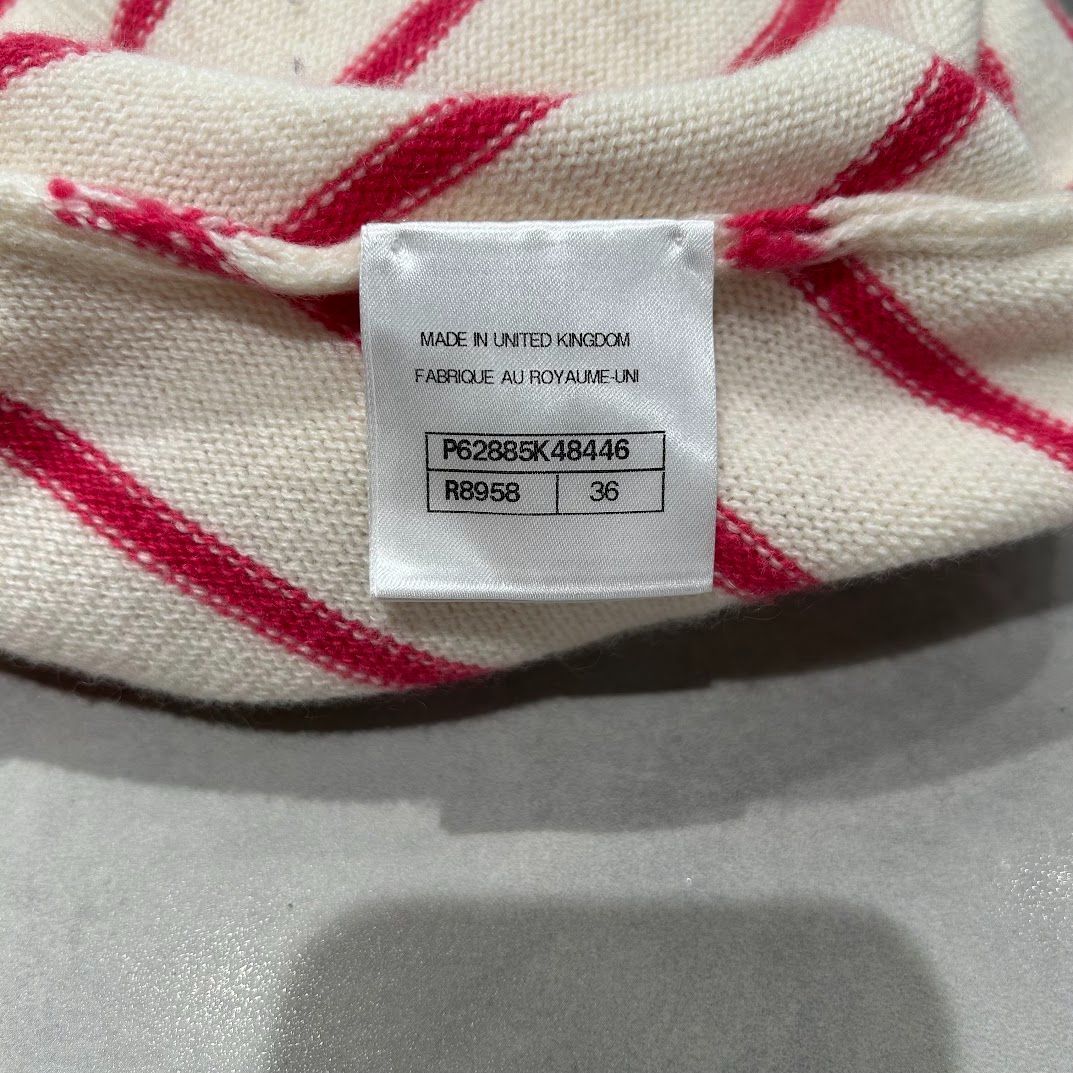 MADE IN UNITED KINGDOM
FABRIQUE AU ROYAUME-UNI
P62885K48446
R8958 36